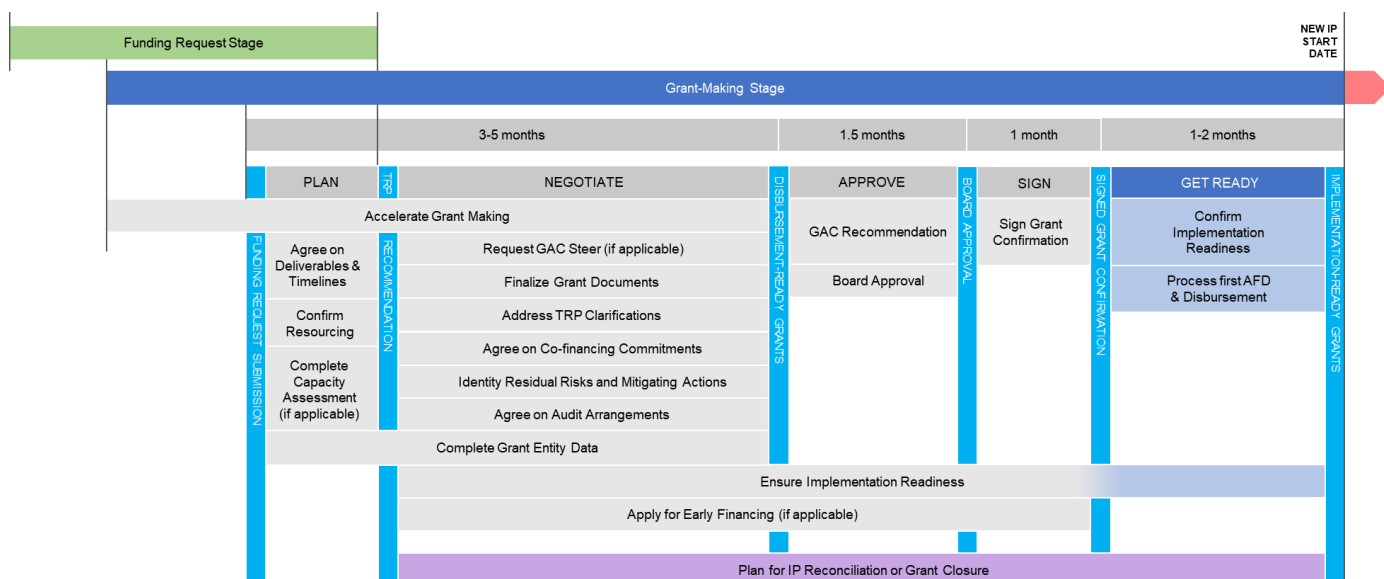 Funding Request Stage
NEW IP
START
DATE
Grant-Making Stage
3-5 months
1.5 months
1 month
1-2 months
PLAN
NEGOTIATE
APPROVE
SIGN
GET READY
FUNDING REQUEST SUBMISSION
TRP RECOMMENDATION
DISBURSEMENT-READY GRANTS
BOARD APPROVAL
SIGNED GRANT CONFIRMATION
IMPLEMENTATION-READY GRANTS
Accelerate Grant Making
Agree on
Deliverables &
Timelines
Confirm
Resourcing
Complete
Capacity
Assessment
(if applicable)
Request GAC Steer (if applicable)
Finalize Grant Documents
Address TRP Clarifications
Agree on Co-financing Commitments
Identity Residual Risks and Mitigating Actions
Agree on Audit Arrangements
GAC Recommendation
Board Approval
Sign Grant
Confirmation
Confirm
Implementation
Readiness
Process first AFD
& Disbursement
Complete Grant Entity Data
Ensure Implementation Readiness
Apply for Early Financing (if applicable)
Plan for IP Reconciliation or Grant Closure